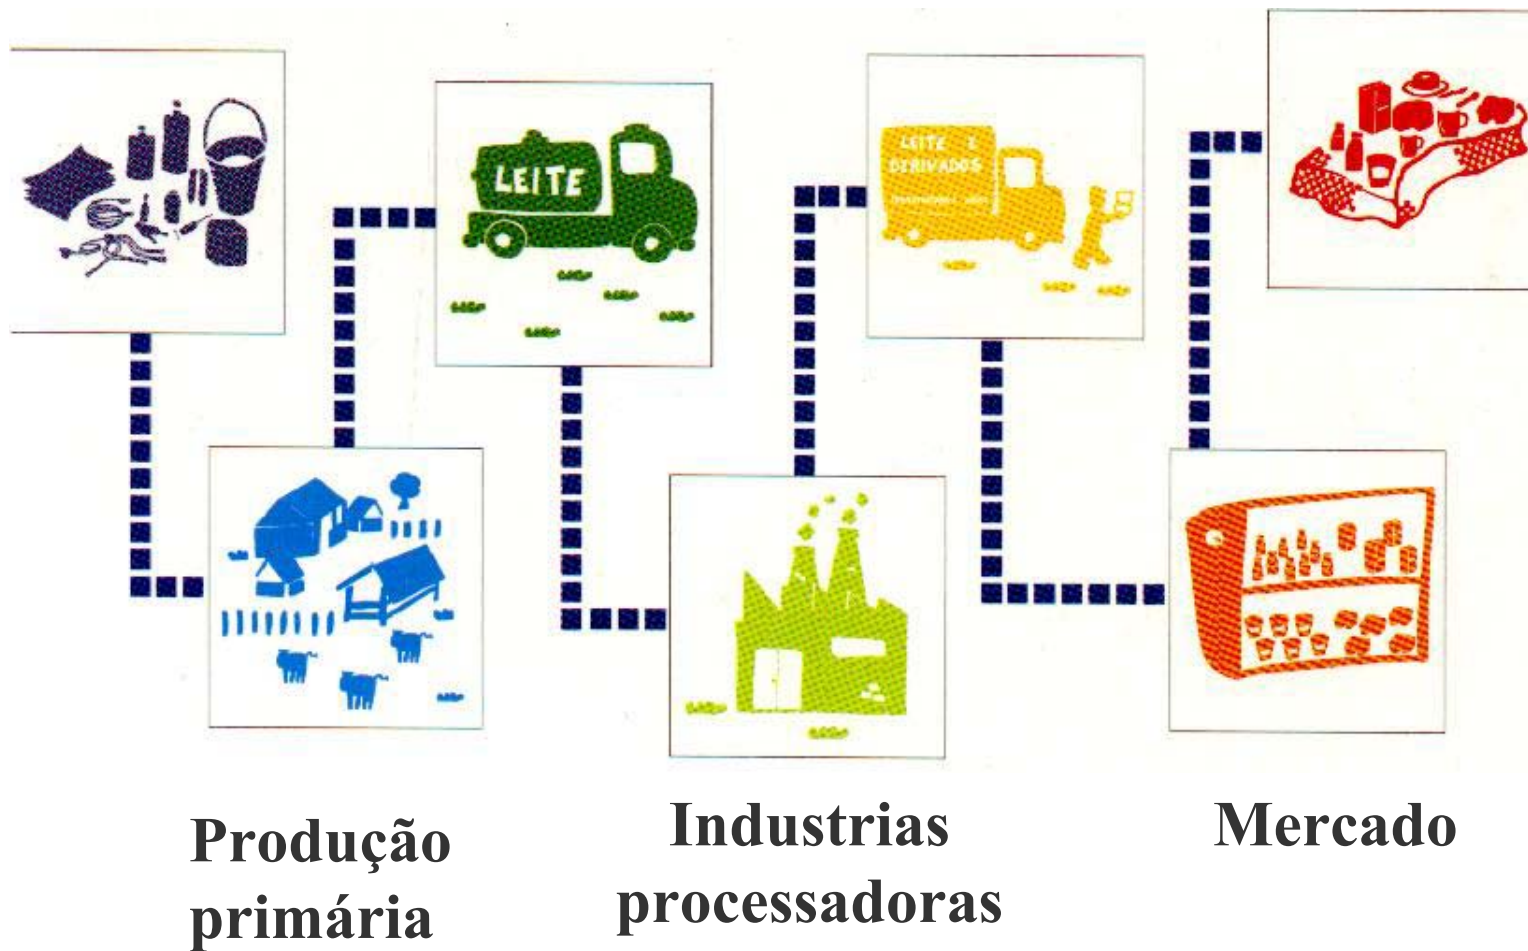 LEITE
LEITE E
DERIVADOS
Produção
primária
Industrias
processadoras
Mercado